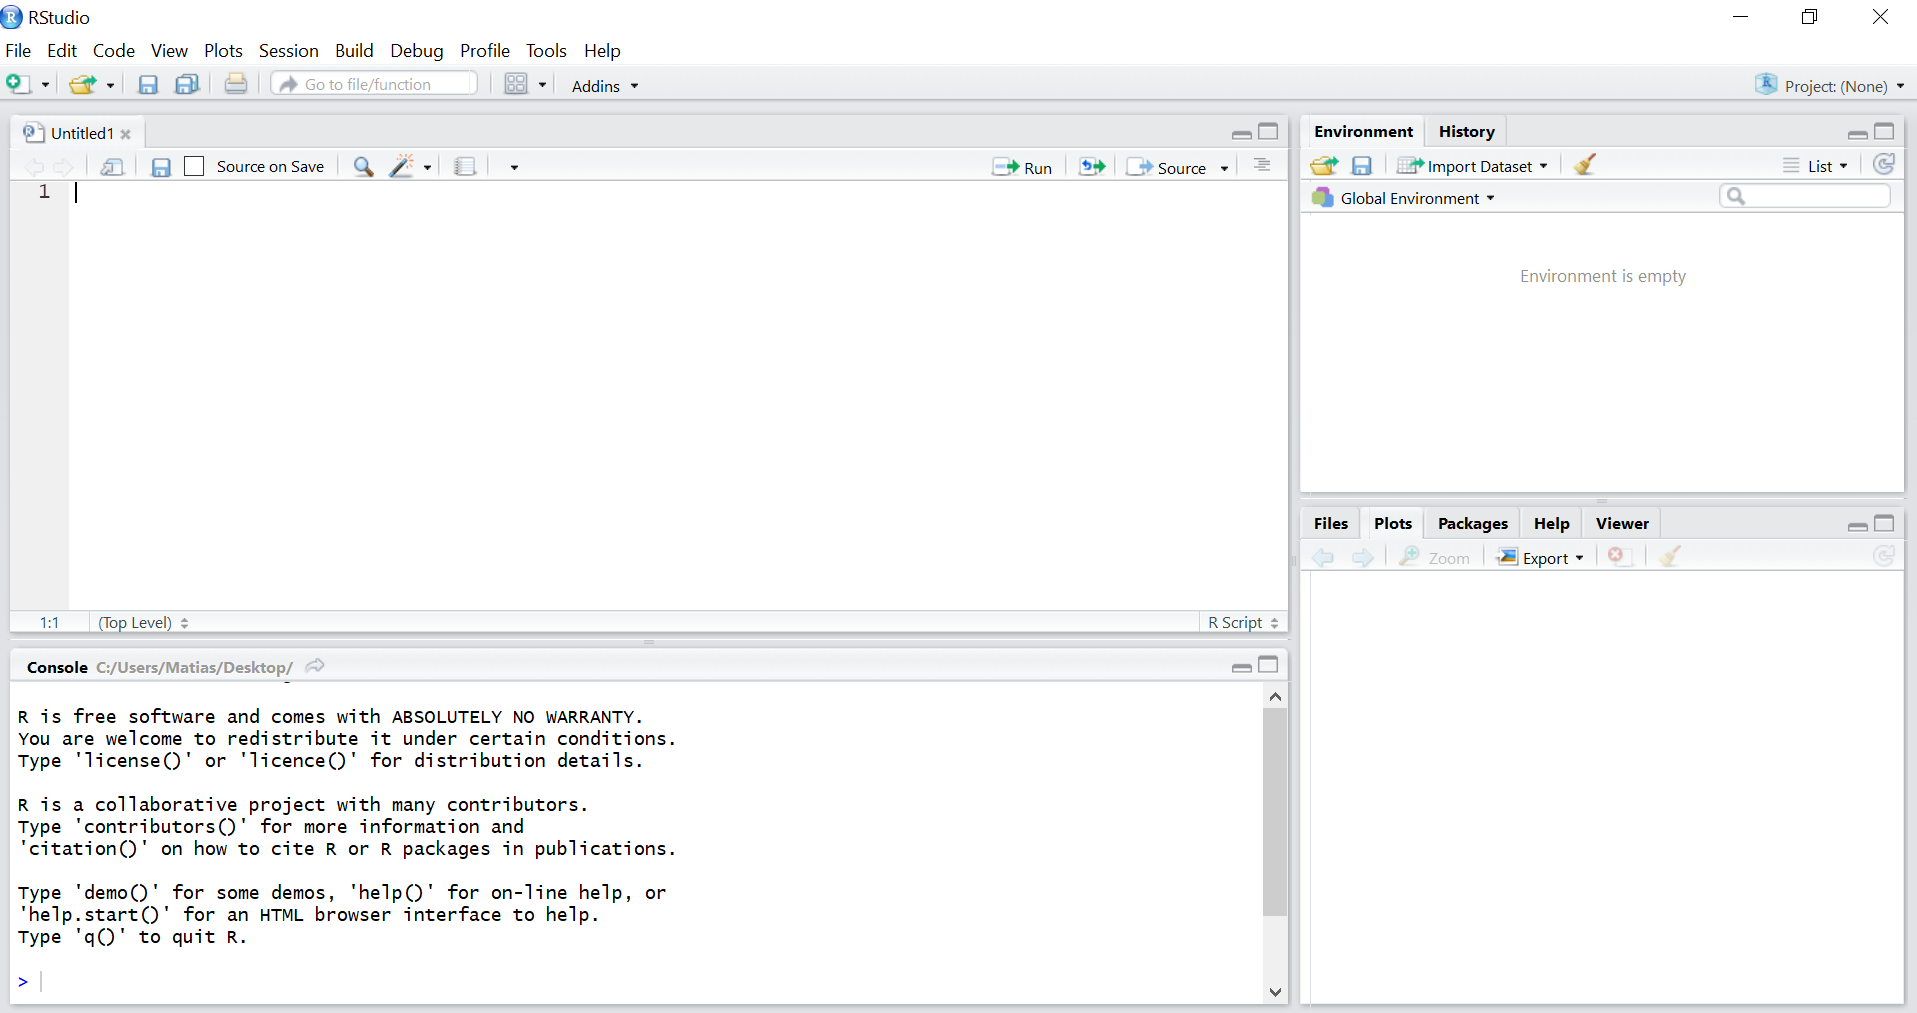 RStudio
File Edit Code View Plots Session Build Debug Profile Tools Help
Go to file/function Addins Project: (None)
Untitled1
Source on Save Run Source
1
1:1 (Top Level) R Script
Console C:/Users/Matias/Desktop/
R is free software and comes with ABSOLUTELY NO WARRANTY.
You are welcome to redistribute it under certain conditions.
Type 'license()' or 'licence()' for distribution details.
R is a collaborative project with many contributors.
Type 'contributors()' for more information and
'citation()' on how to cite R or R packages in publications.
Type 'demo()' for some demos, 'help()' for on-line help, or
'help.start()' for an HTML browser interface to help.
Type 'q()' to quit R.
>
Environment History
Import Dataset List
Global Environment
Environment is empty
Files Plots Packages Help Viewer
Zoom Export